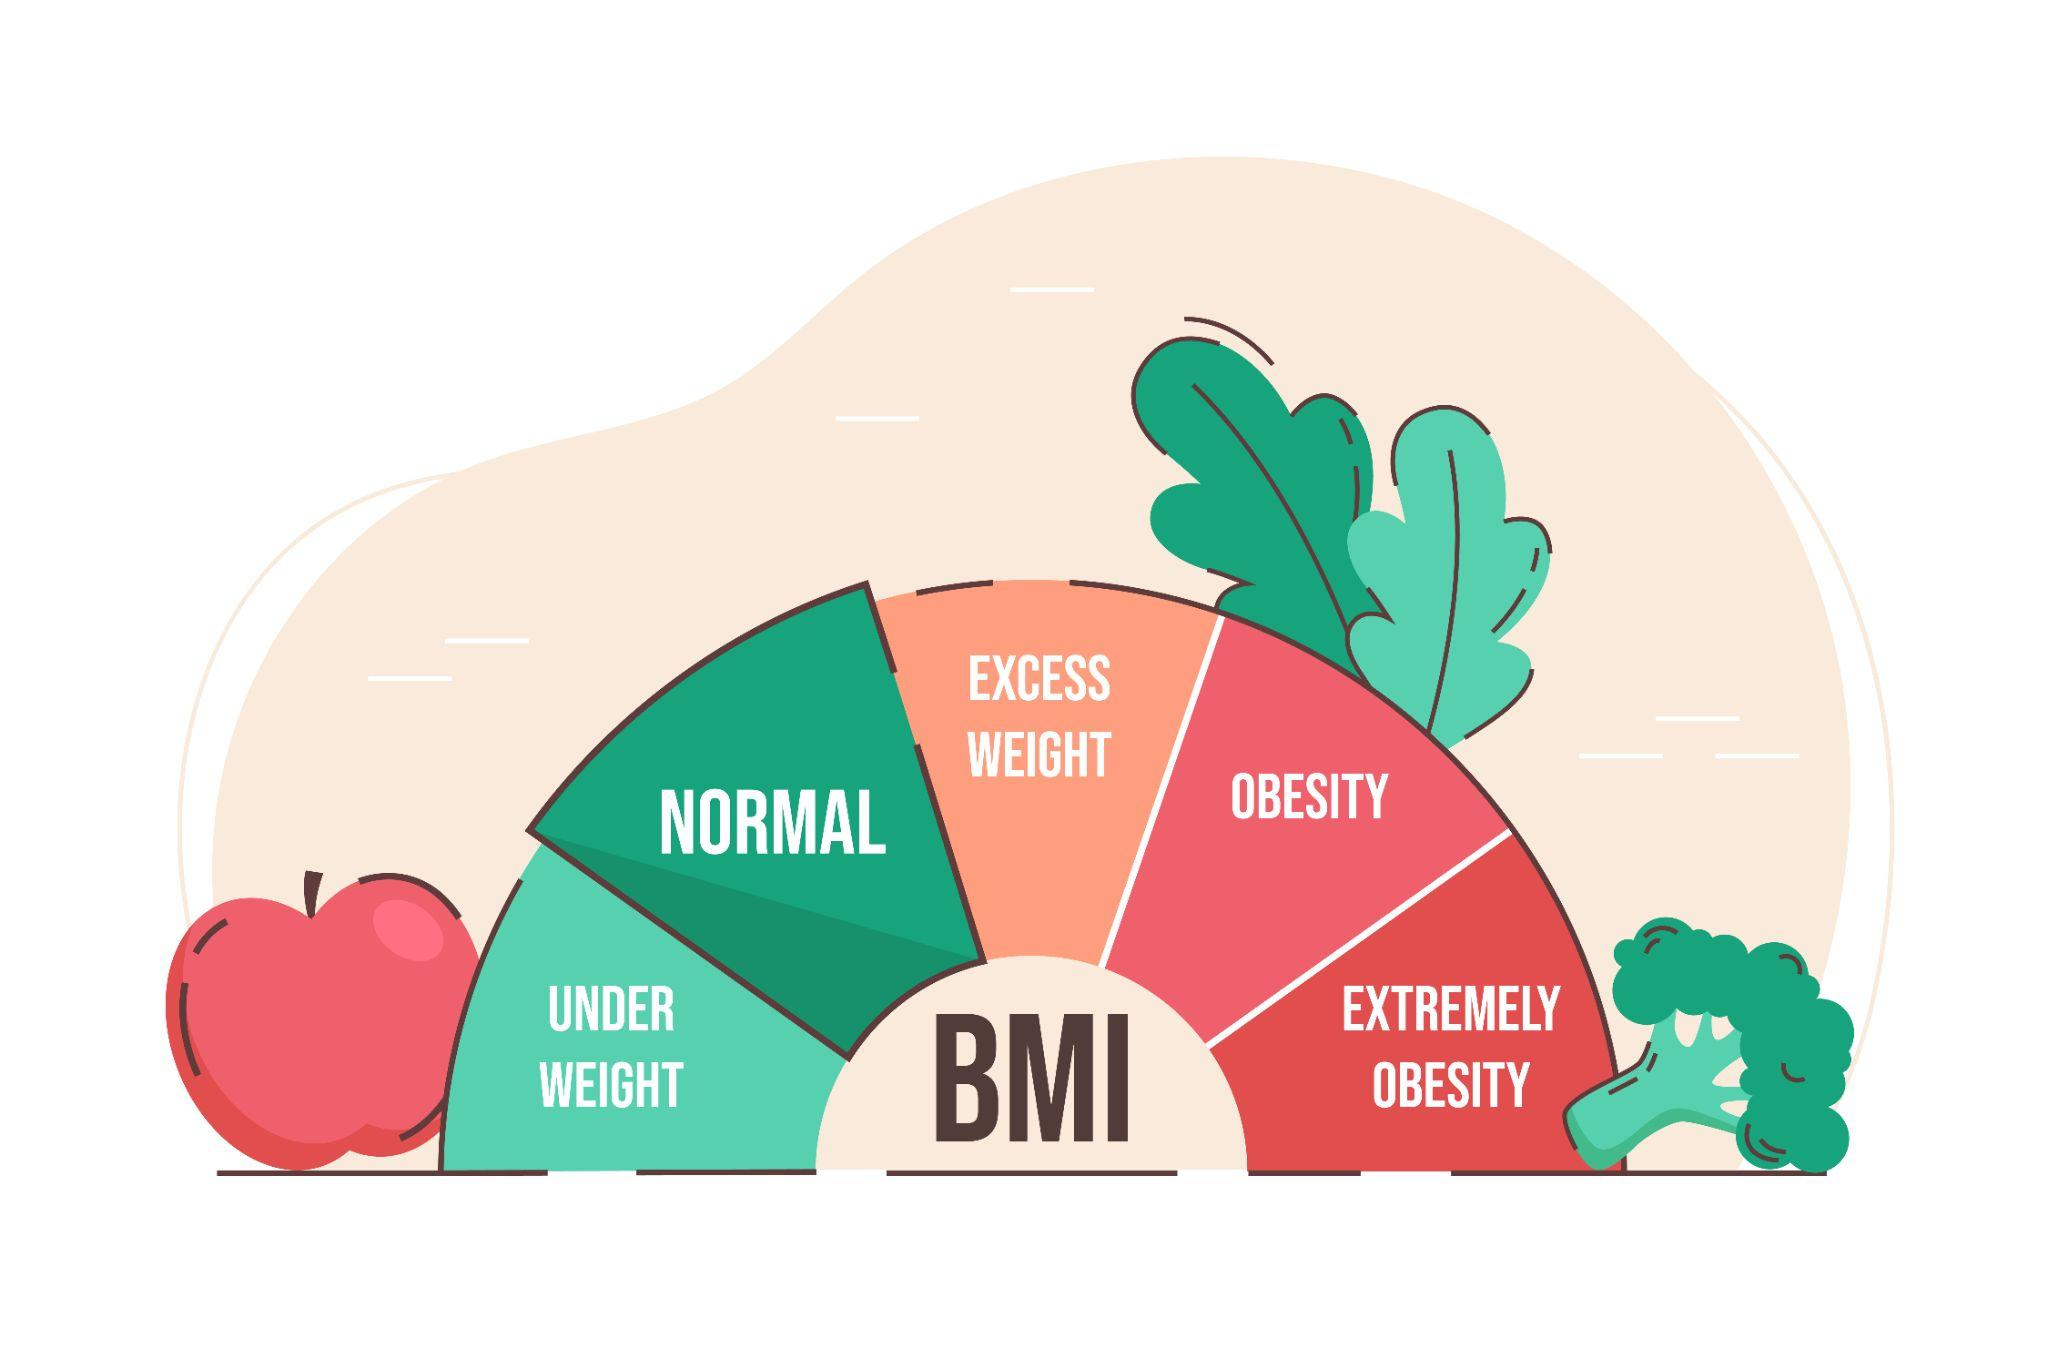 UNDER
WEIGHT
NORMAL
EXCESS
WEIGHT
OBESITY
EXTREMELY
OBESITY
BMI